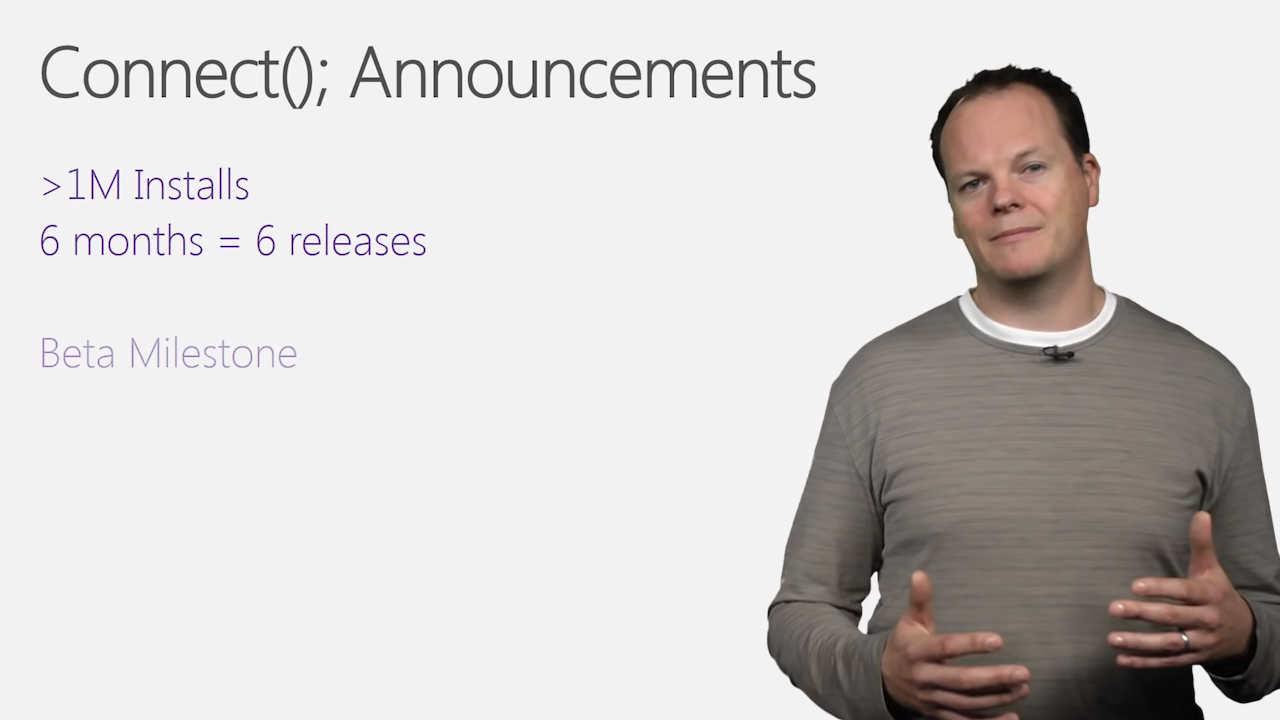 Connect(); Announcements
>1M Installs
6 months = 6 releases
Beta Milestone